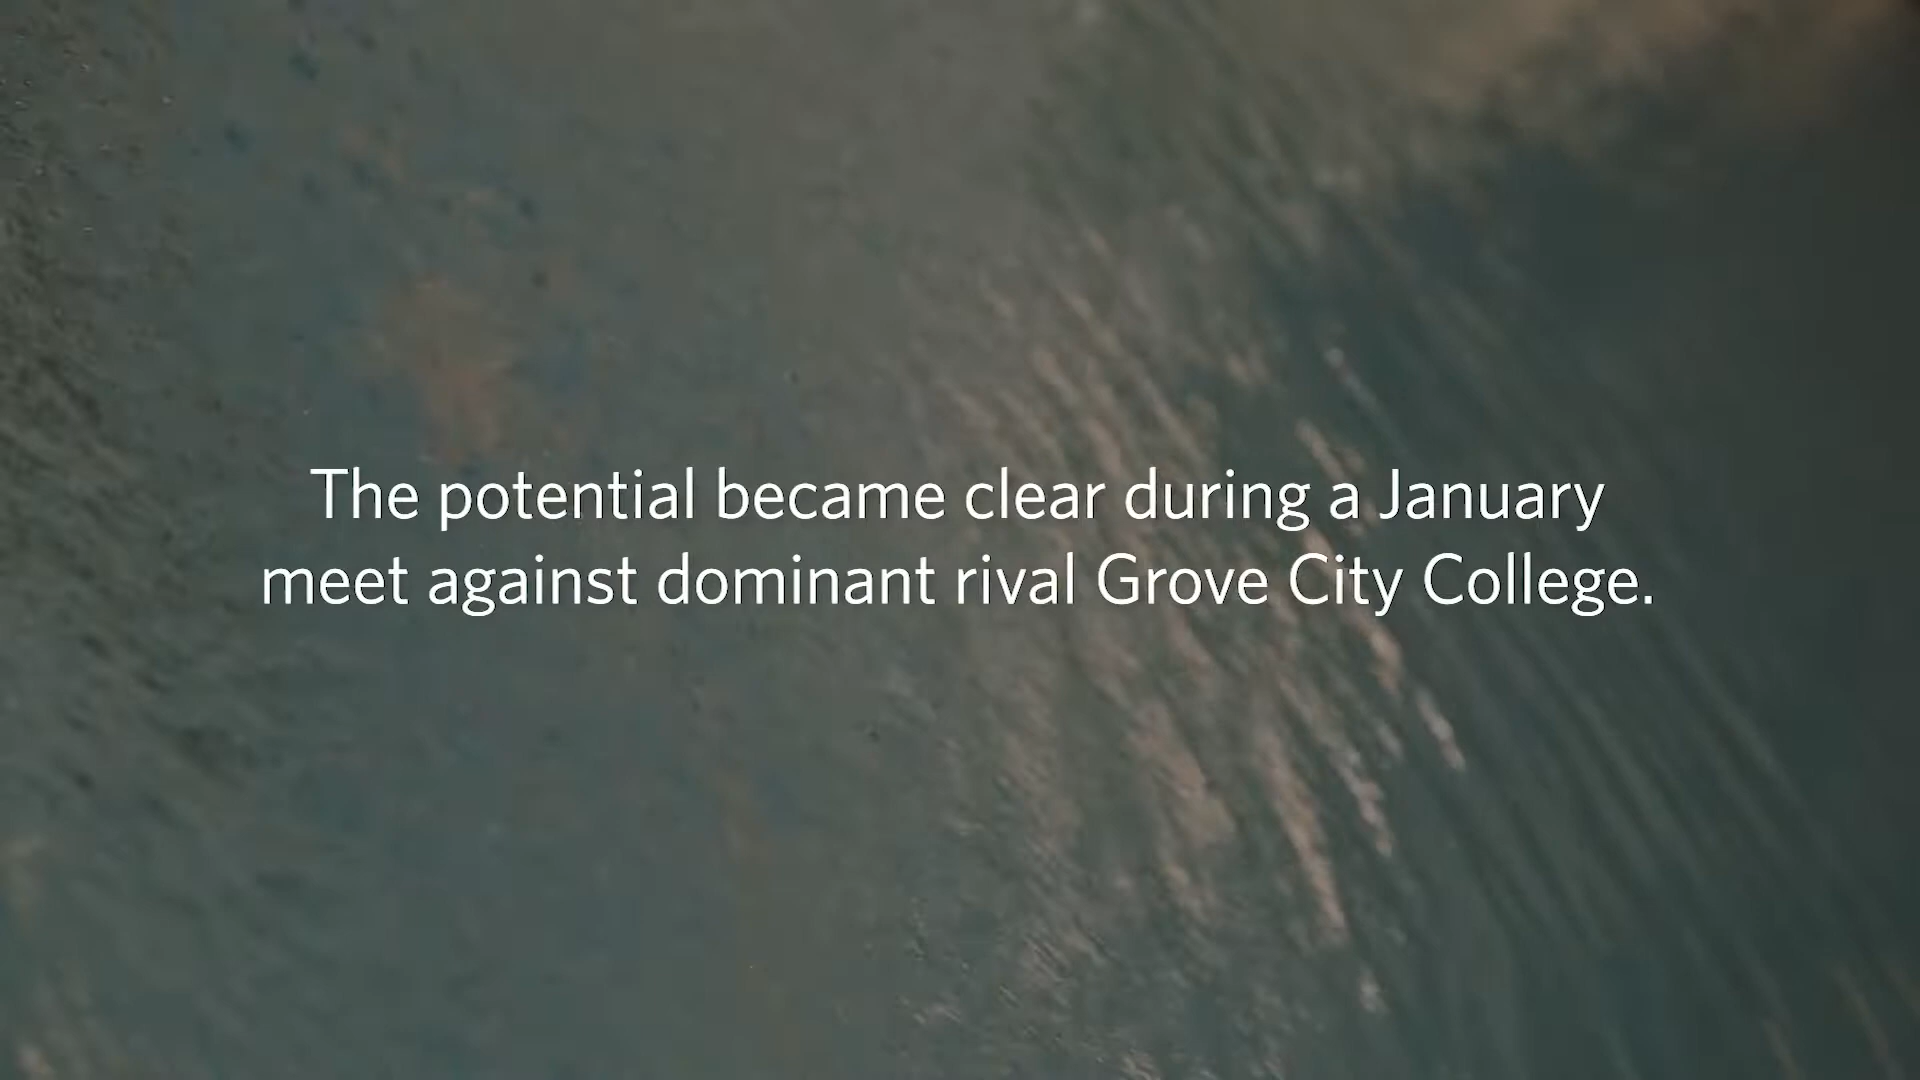 The potential became clear during a January
meet against dominant rival Grove City College.